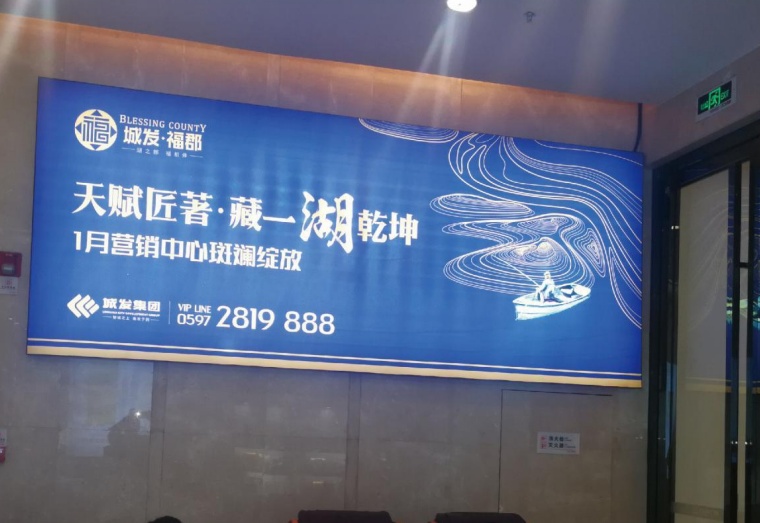 BLESSING COUNTY
城发·福郡
天赋匠著·藏一湖乾坤
1月营销中心斑斓绽放
城发集团
VIP LINE
0597 2819 888